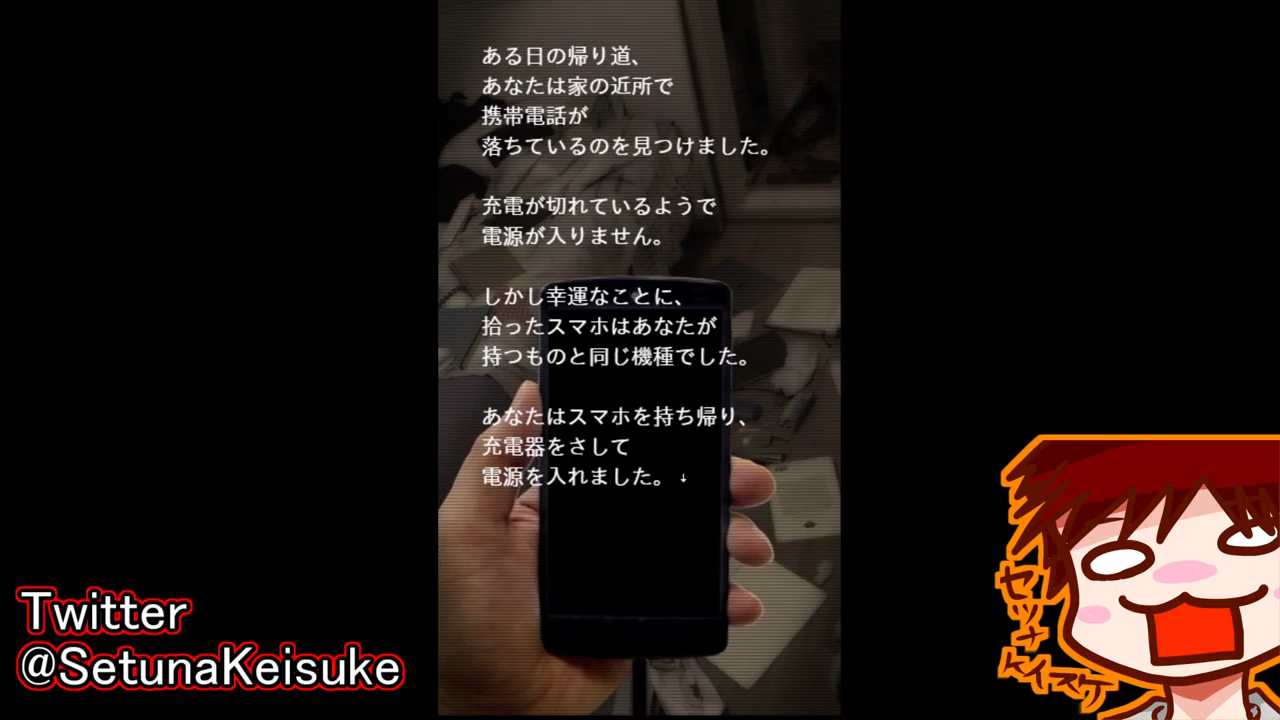 ある日の帰り道、
あなたは家の近所で
携帯電話が
落ちているのを見つけました。
充電が切れているようで
電源が入りません。
しかし幸運なことに、
拾ったスマホはあなたが
持つものと同じ機種でした。
あなたはスマホを持ち帰り、
充電器をさして
電源を入れました。↓
Twitter
@SetunaKeisuke
セツナ
ケイスケ